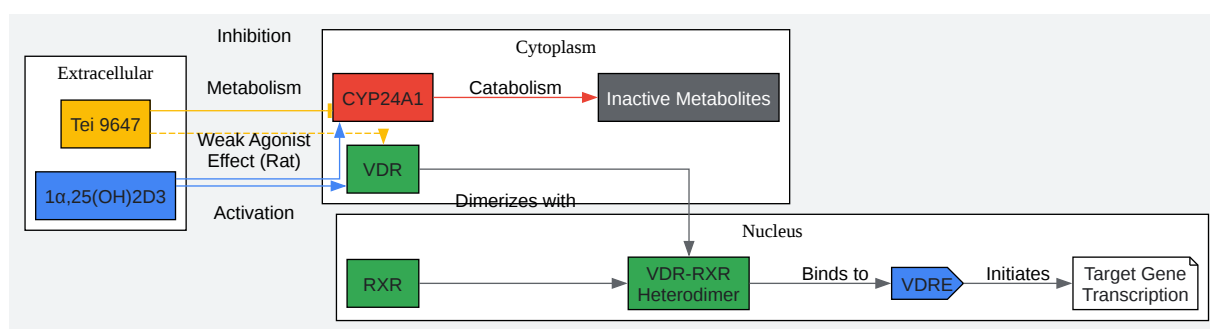 Inhibition
Cytoplasm
Extracellular
Metabolism
CYP24A1
Catabolism
Inactive Metabolites
Tei 9647
Weak Agonist
Effect (Rat)
VDR
1α,25(OH)2D3
Activation
Dimerizes with
Nucleus
RXR
VDR-RXR
Heterodimer
Binds to
VDRE
Initiates
Target Gene
Transcription